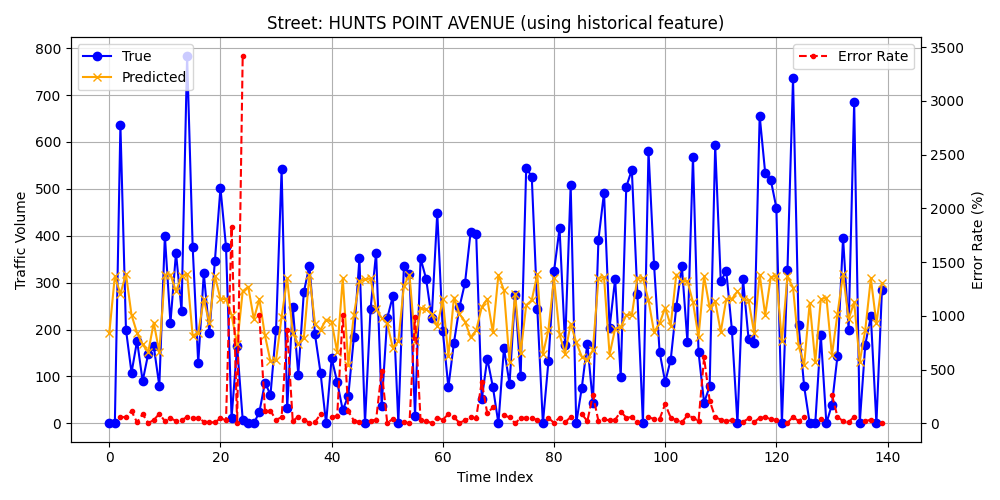 Street: HUNTS POINT AVENUE (using historical feature)
True
Predicted
Error Rate
800
700
600
500
400
300
200
100
0
Traffic Volume
3500
3000
2500
2000
1500
1000
500
0
Error Rate (%)
0 20 40 60 80 100 120 140
Time Index